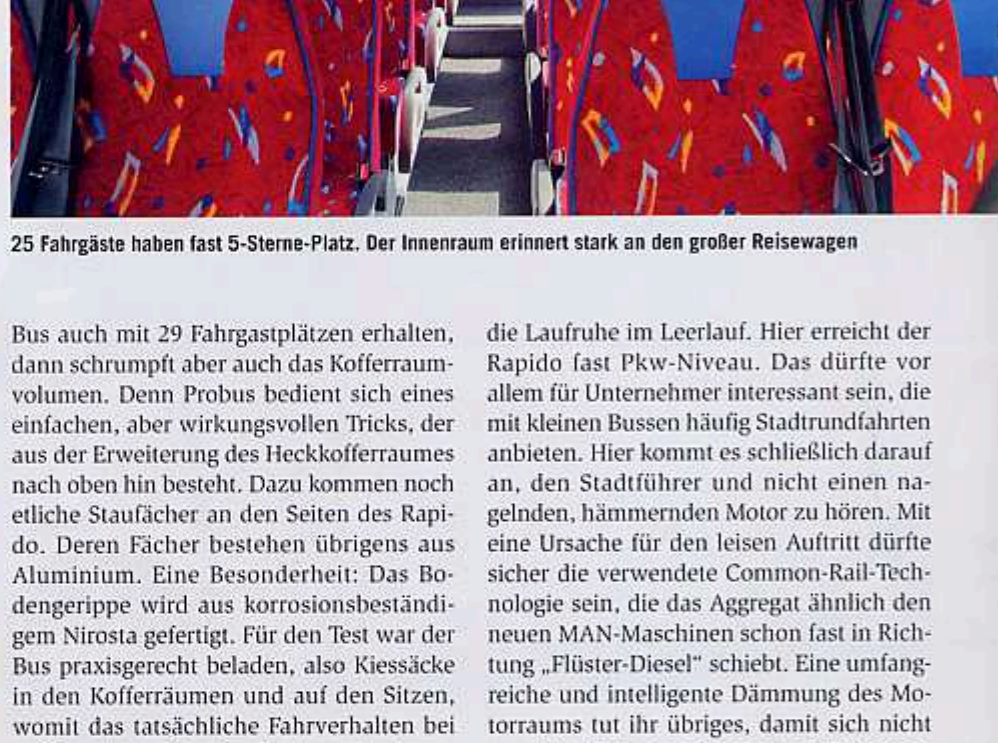 25 Fahrgäste haben fast 5-Sterne-Platz. Der Innenraum erinnert stark an den großer Reisewagen
Bus auch mit 29 Fahrgastplätzen erhalten,
dann schrumpft aber auch das Kofferraum-
volumen. Denn Probus bedient sich eines
einfachen, aber wirkungsvollen Tricks, der
aus der Erweiterung des Heckkofferraumes
nach oben hin besteht. Dazu kommen noch
etliche Staufächer an den Seiten des Rapi-
do. Deren Fächer bestehen übrigens aus
Aluminium. Eine Besonderheit: Das Bo-
dengerippe wird aus korrosionsbeständi-
gem Nirosta gefertigt. Für den Test war der
Bus praxisgerecht beladen, also Kiessäcke
in den Kofferräumen und auf den Sitzen,
womit das tatsächliche Fahrverhalten bei
die Laufruhe im Leerlauf. Hier erreicht der
Rapido fast Pkw-Niveau. Das dürfte vor
allem für Unternehmer interessant sein, die
mit kleinen Bussen häufig Stadtrundfahrten
anbieten. Hier kommt es schließlich darauf
an, den Stadtführer und nicht einen na-
gelnden, hämmernden Motor zu hören. Mit
eine Ursache für den leisen Auftritt dürfte
sicher die verwendete Common-Rail-Tech-
nologie sein, die das Aggregat ähnlich den
neuen MAN-Maschinen schon fast in Rich-
tung „Flüster-Diesel" schiebt. Eine umfang-
reiche und intelligente Dämmung des Mo-
torraums tut ihr übriges, damit sich nicht